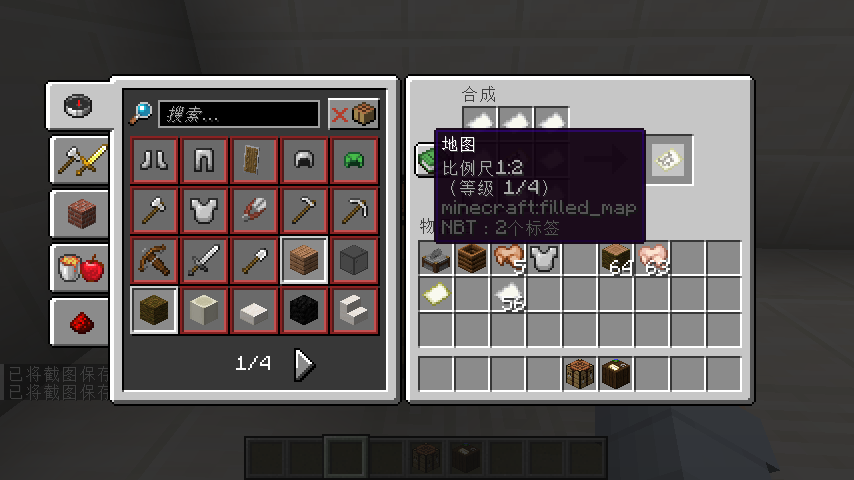 合成
搜索...
地图
比例尺1:2
（等级 1/4）
minecraft:filled_map
NBT：2个标签
物
5
64
63
56
1/4
已将截图保存
已将截图保存